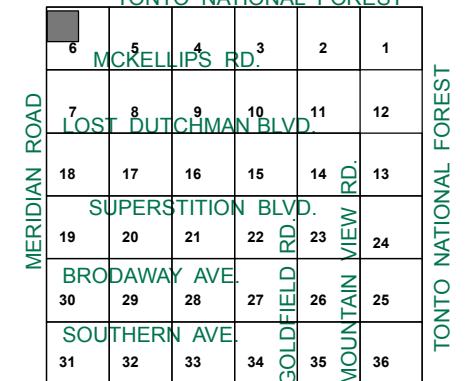 TONTO NATIONAL FOREST
6 5 4 3 2 1
MCKELLIPS RD.
7 8 9 10 11 12
LOST DUTCHMAN BLVD.
18 17 16 15 14 13
SUPERSTITION BLVD.
19 20 21 22 23 24
BRODAWAY AVE.
30 29 28 27 26 25
SOUTHERN AVE.
31 32 33 34 35 36
MERIDIAN ROAD
GOLDFIELD RD.
MOUNTAIN VIEW RD.
TONTO NATIONAL FOREST